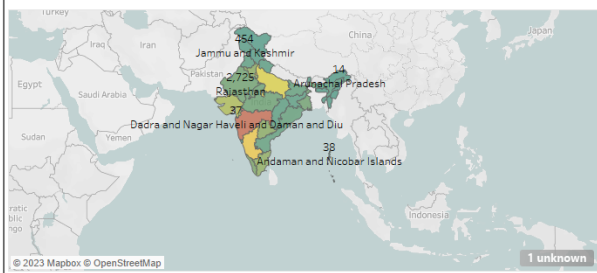 Turkey
China
Japan
Iraq
Iran
454
Jammu and Kashmir
Pakistan
2,725
14
Arunachal Pradesh
Egypt
Rajasthan
Saudi Arabia
37
Dadra and Nagar Haveli and Daman and Diu
Sudan
Yemen
38
Andaman and Nicobar Islands
Indonesia
© 2023 Mapbox © OpenStreetMap
1 unknown